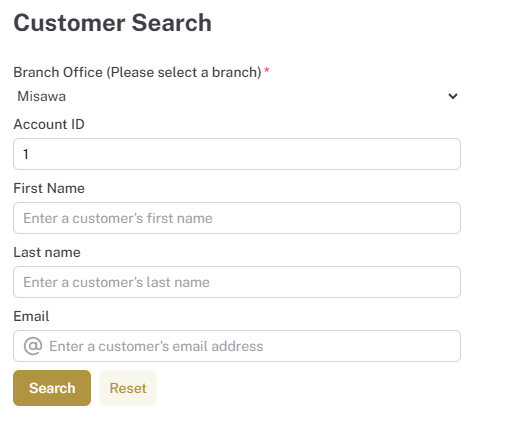 Customer Search
Branch Office (Please select a branch) *
Misawa
Account ID
1
First Name
Enter a customer's first name
Last name
Enter a customer's last name
Email
@ Enter a customer's email address
Search Reset